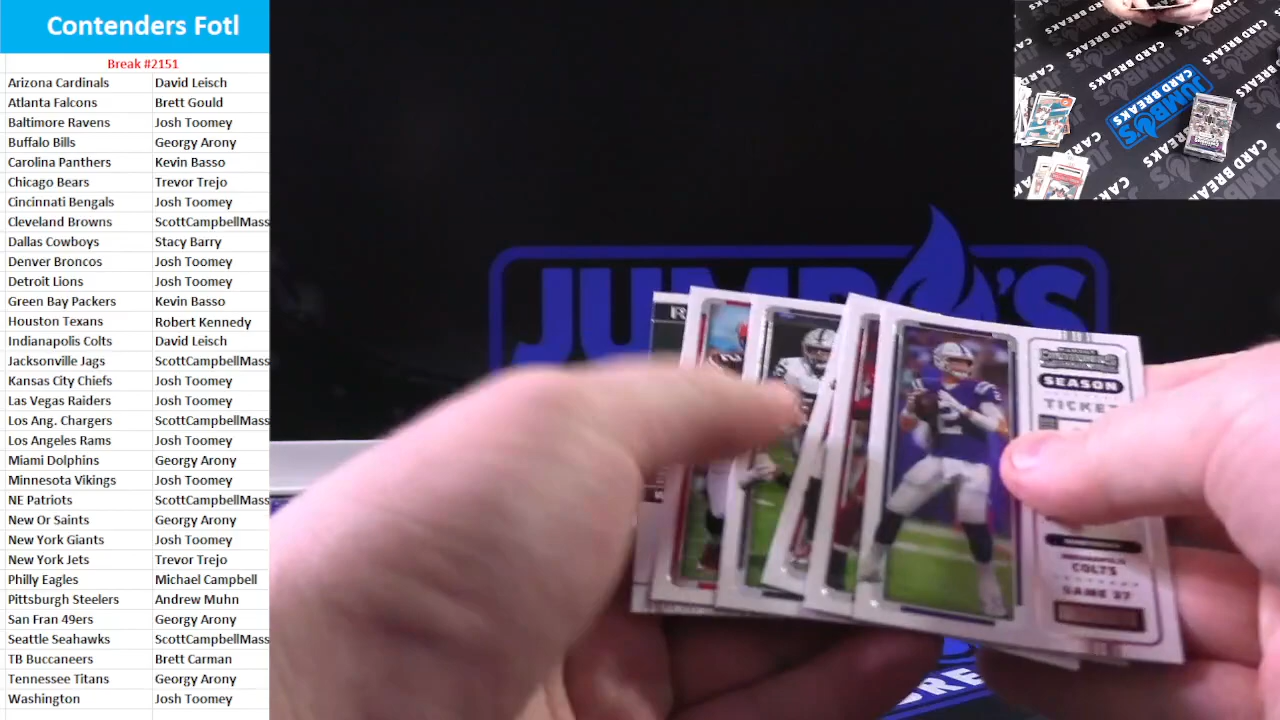 Contenders Fotl
Break #2151
Arizona Cardinals David Leisch
Atlanta Falcons Brett Gould
Baltimore Ravens Josh Toomey
Buffalo Bills Georgy Arony
Carolina Panthers Kevin Basso
Chicago Bears Trevor Trejo
Cincinnati Bengals Josh Toomey
Cleveland Browns ScottCampbellMass
Dallas Cowboys Stacy Barry
Denver Broncos Josh Toomey
Detroit Lions Josh Toomey
Green Bay Packers Kevin Basso
Houston Texans Robert Kennedy
Indianapolis Colts David Leisch
Jacksonville Jags ScottCampbellMass
Kansas City Chiefs Josh Toomey
Las Vegas Raiders Josh Toomey
Los Ang. Chargers ScottCampbellMass
Los Angeles Rams Josh Toomey
Miami Dolphins Georgy Arony
Minnesota Vikings Josh Toomey
NE Patriots ScottCampbellMass
New Or Saints Georgy Arony
New York Giants Josh Toomey
New York Jets Trevor Trejo
Philly Eagles Michael Campbell
Pittsburgh Steelers Andrew Muhn
San Fran 49ers Georgy Arony
Seattle Seahawks ScottCampbellMass
TB Buccaneers Brett Carman
Tennessee Titans Georgy Arony
Washington Josh Toomey
JUMBO'S
CARD BREAKS
JUMBO'S
CONTENDERS
SEASON
TICKET
INDIANAPOLIS
COLTS